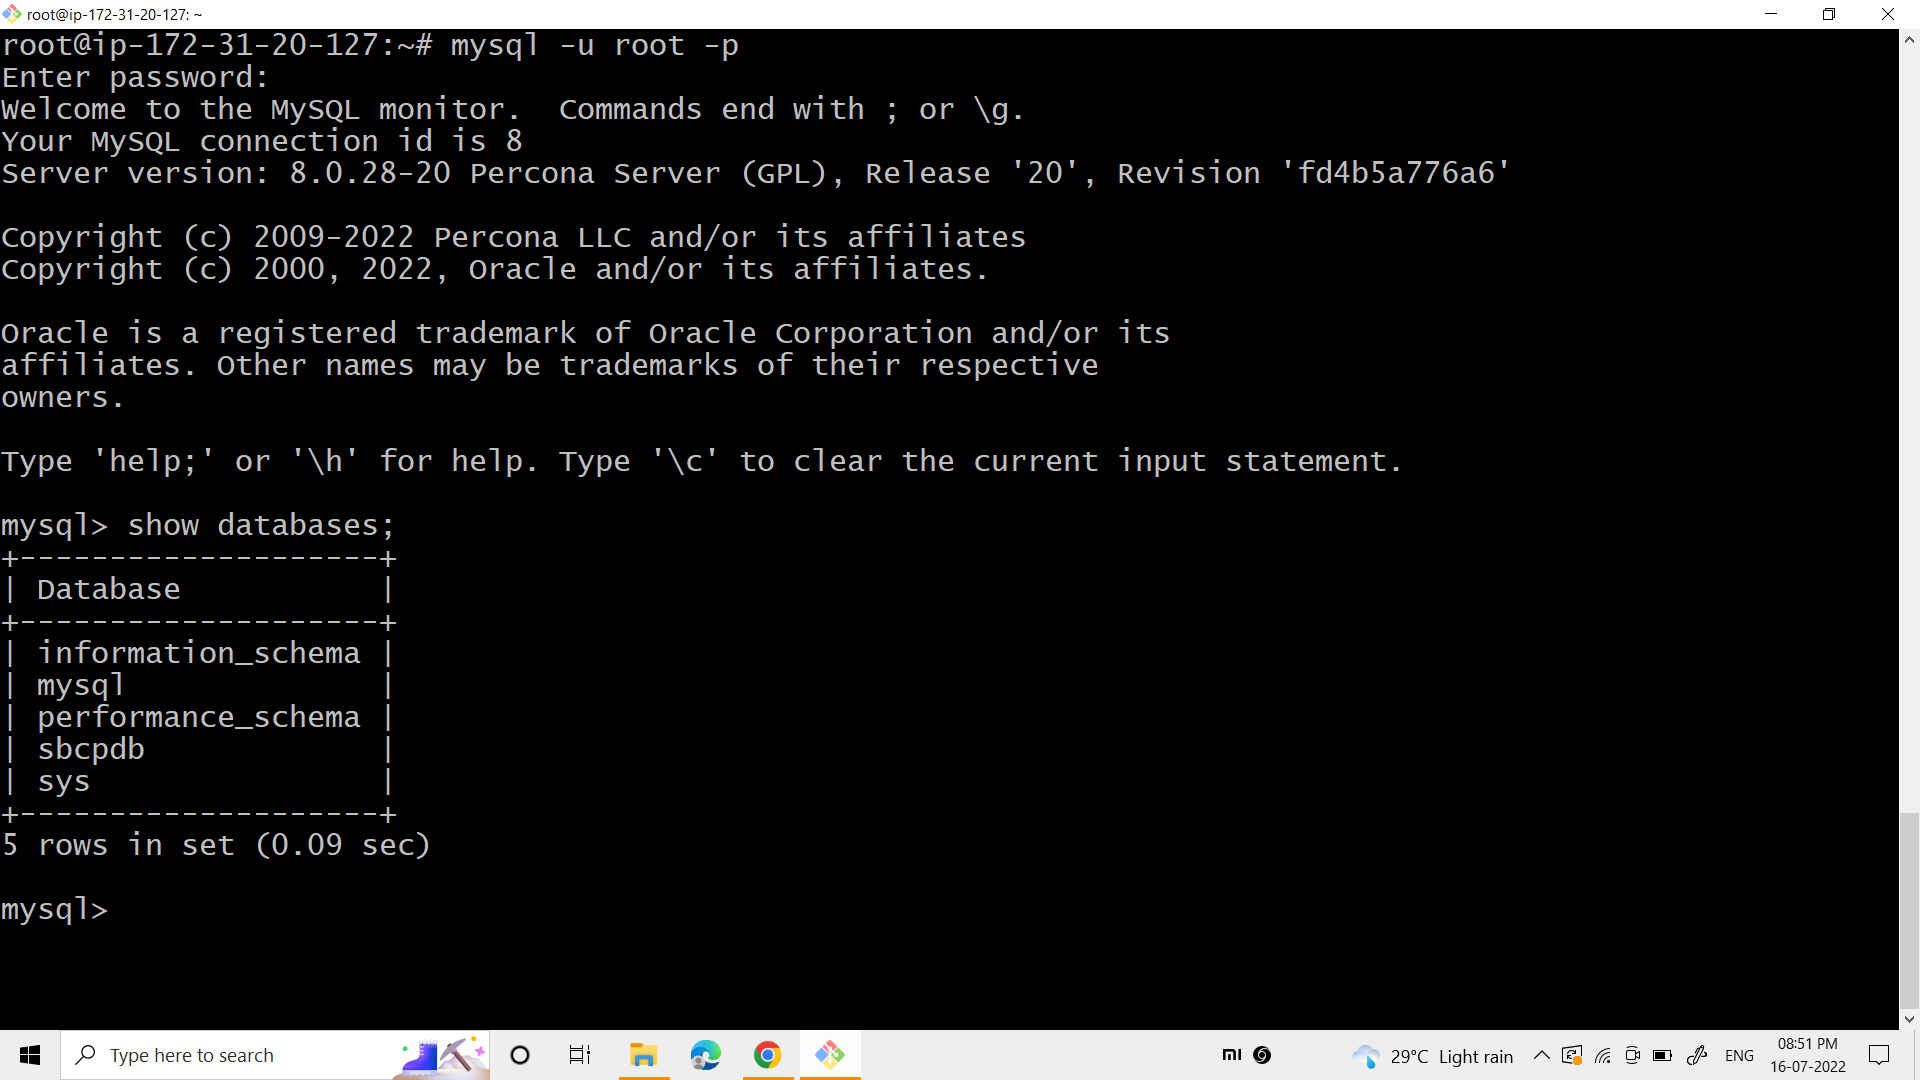 root@ip-172-31-20-127: ~
root@ip-172-31-20-127:~# mysql -u root -p
Enter password:
Welcome to the MySQL monitor.  Commands end with ; or \g.
Your MySQL connection id is 8
Server version: 8.0.28-20 Percona Server (GPL), Release '20', Revision 'fd4b5a776a6'
Copyright (c) 2009-2022 Percona LLC and/or its affiliates
Copyright (c) 2000, 2022, Oracle and/or its affiliates.
Oracle is a registered trademark of Oracle Corporation and/or its
affiliates. Other names may be trademarks of their respective
owners.
Type 'help;' or '\h' for help. Type '\c' to clear the current input statement.
mysql> show databases;
+--------------------+
| Database           |
+--------------------+
| information_schema |
| mysql              |
| performance_schema |
| sbcpdb             |
| sys                |
+--------------------+
5 rows in set (0.09 sec)
mysql>
Type here to search
mi
29°C Light rain
ENG
08:51 PM
16-07-2022